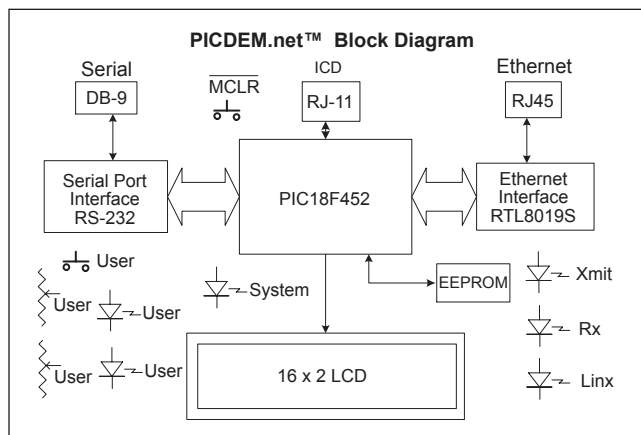 PICDEM.net™ Block Diagram
Serial
DB-9
MCLR
ICD
RJ-11
Ethernet
RJ45
Serial Port
Interface
RS-232
PIC18F452
Ethernet
Interface
RTL8019S
User
User
User
System
EEPROM
Xmit
Rx
User
User
16 x 2 LCD
Linx